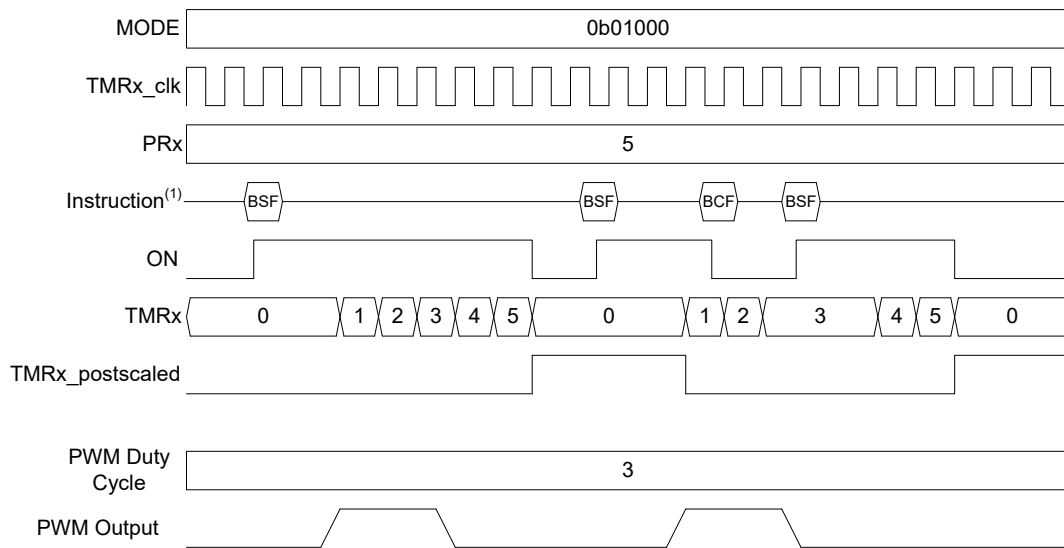 MODE 0b01000
TMRx_clk
PRx 5
Instruction(1) BSF BSF BCF BSF
ON
TMRx 0 1 2 3 4 5 0 1 2 3 4 5 0
TMRx_postscaled
PWM Duty
Cycle 3
PWM Output